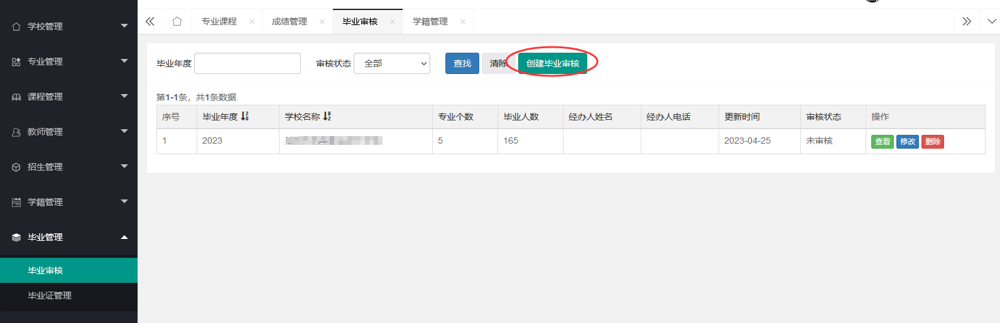 学校管理
专业管理
课程管理
教师管理
招生管理
学籍管理
毕业管理
毕业审核
毕业证管理
专业课程 成绩管理 毕业审核 学籍管理
毕业年度 审核状态 全部 查找 清除 创建毕业审核
第1-1条，共1条数据.
序号 毕业年度 学校名称 专业个数 毕业人数 经办人姓名 经办人电话 更新时间 审核状态 操作
1 2023 5 165 2023-04-25 未审核 查看 修改 删除